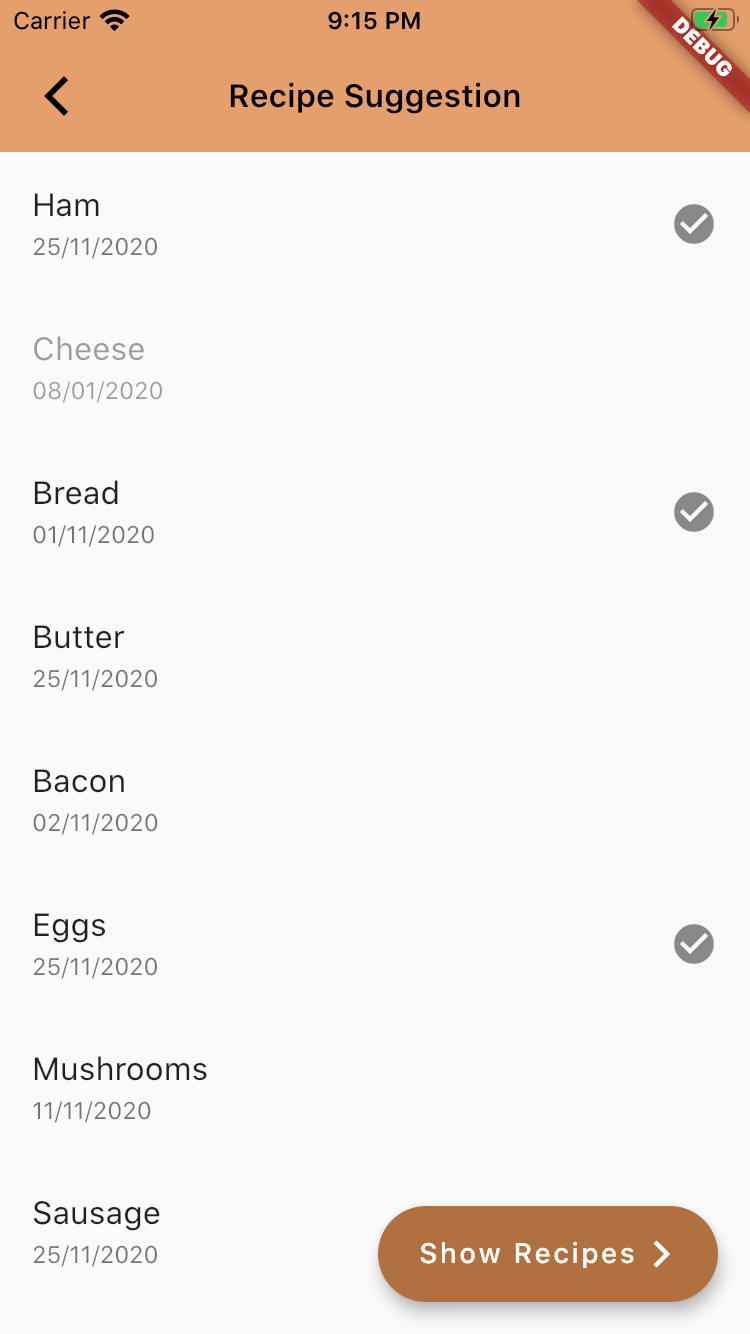 Carrier 9:15 PM
DEBUG
Recipe Suggestion
Ham
25/11/2020
Cheese
08/01/2020
Bread
01/11/2020
Butter
25/11/2020
Bacon
02/11/2020
Eggs
25/11/2020
Mushrooms
11/11/2020
Sausage
25/11/2020
Show Recipes